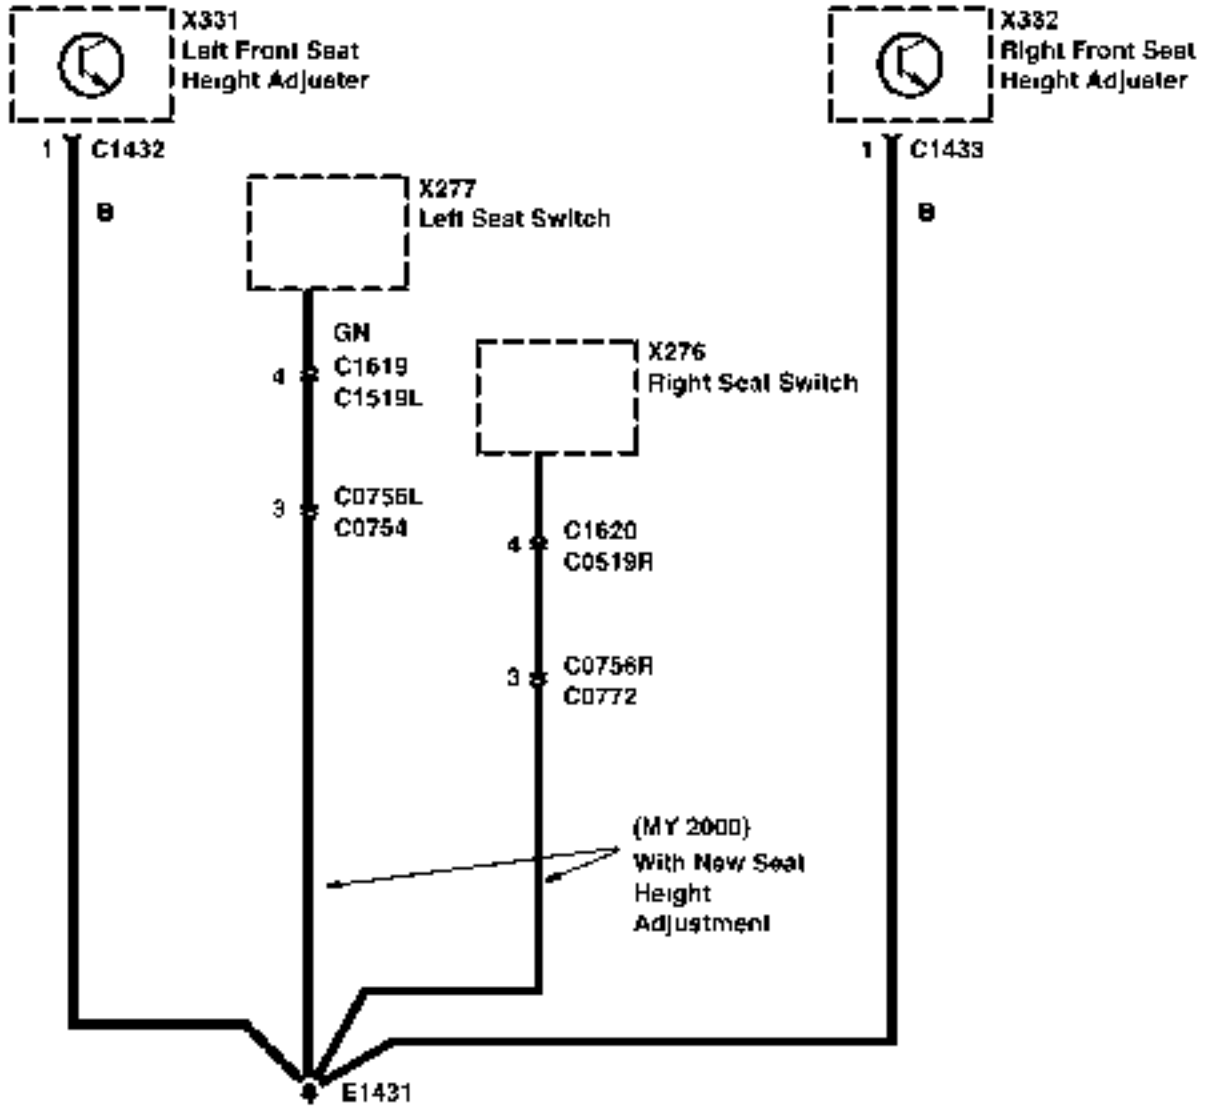 X331
Left Front Seat
Height Adjuster
1 C1432
B
X332
Right Front Seat
Height Adjuster
1 C1433
B
X277
Left Seat Switch
GN
4 C1619
C1519L
3 C0756L
C0754
X276
Right Seat Switch
4 C1620
C0519R
3 C0756R
C0772
(MY 2000)
With New Seat
Height
Adjustment
E1431